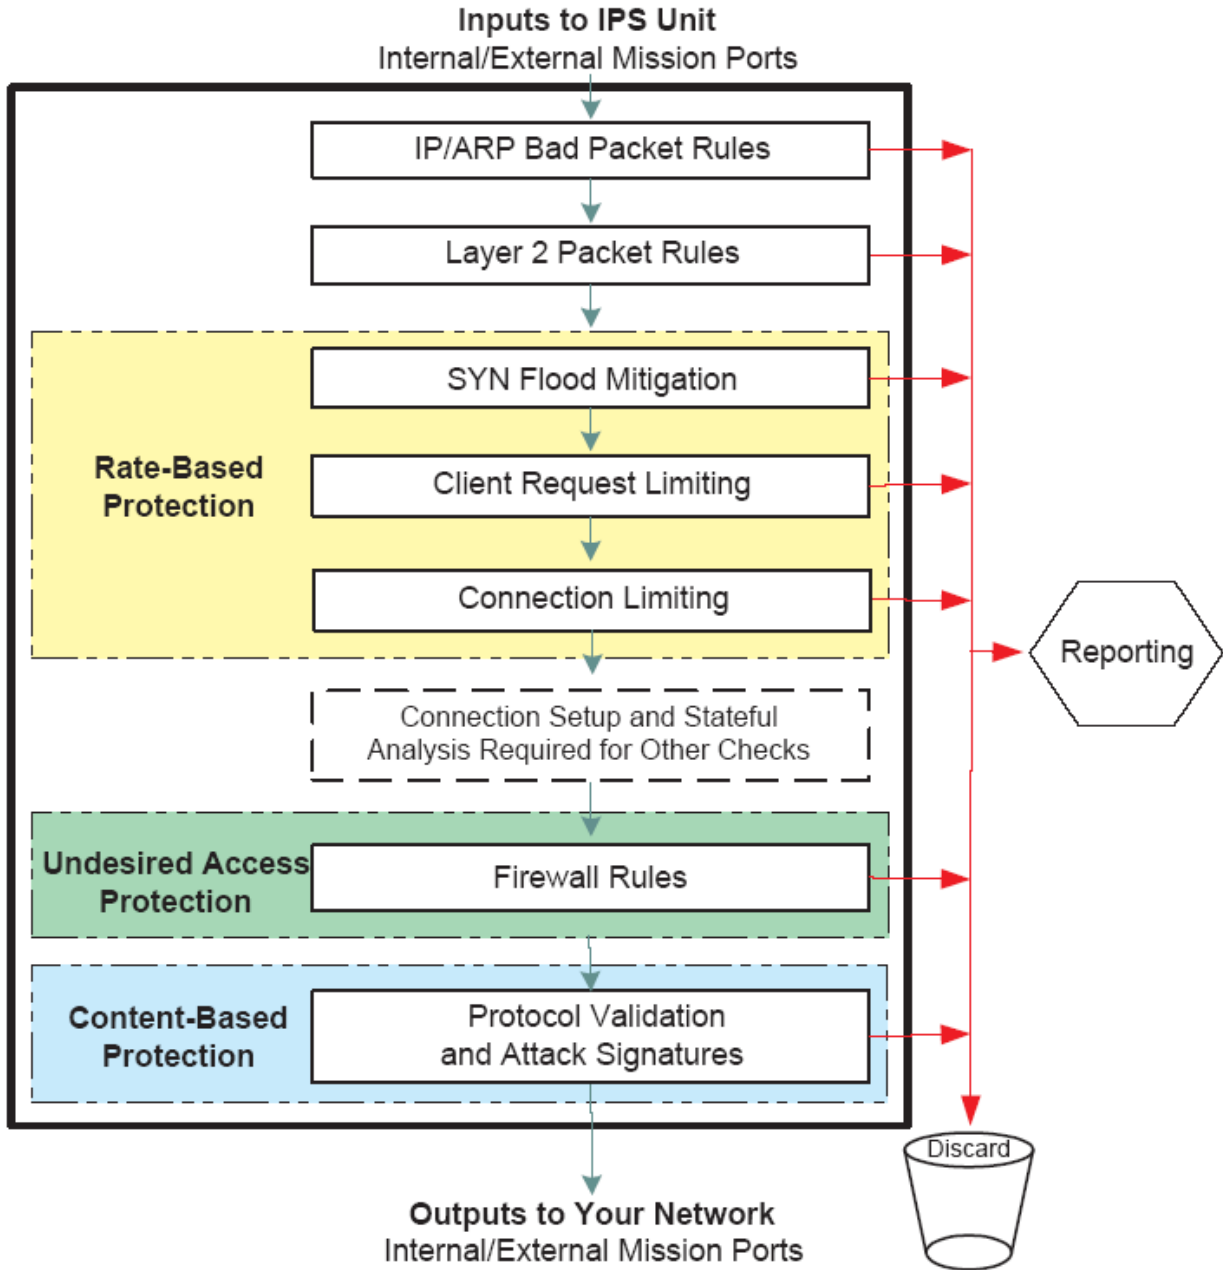 Inputs to IPS Unit
Internal/External Mission Ports
IP/ARP Bad Packet Rules
Layer 2 Packet Rules
SYN Flood Mitigation
Rate-Based
Protection
Client Request Limiting
Connection Limiting
Reporting
Connection Setup and Stateful
Analysis Required for Other Checks
Undesired Access
Protection
Firewall Rules
Content-Based
Protection
Protocol Validation
and Attack Signatures
Discard
Outputs to Your Network
Internal/External Mission Ports